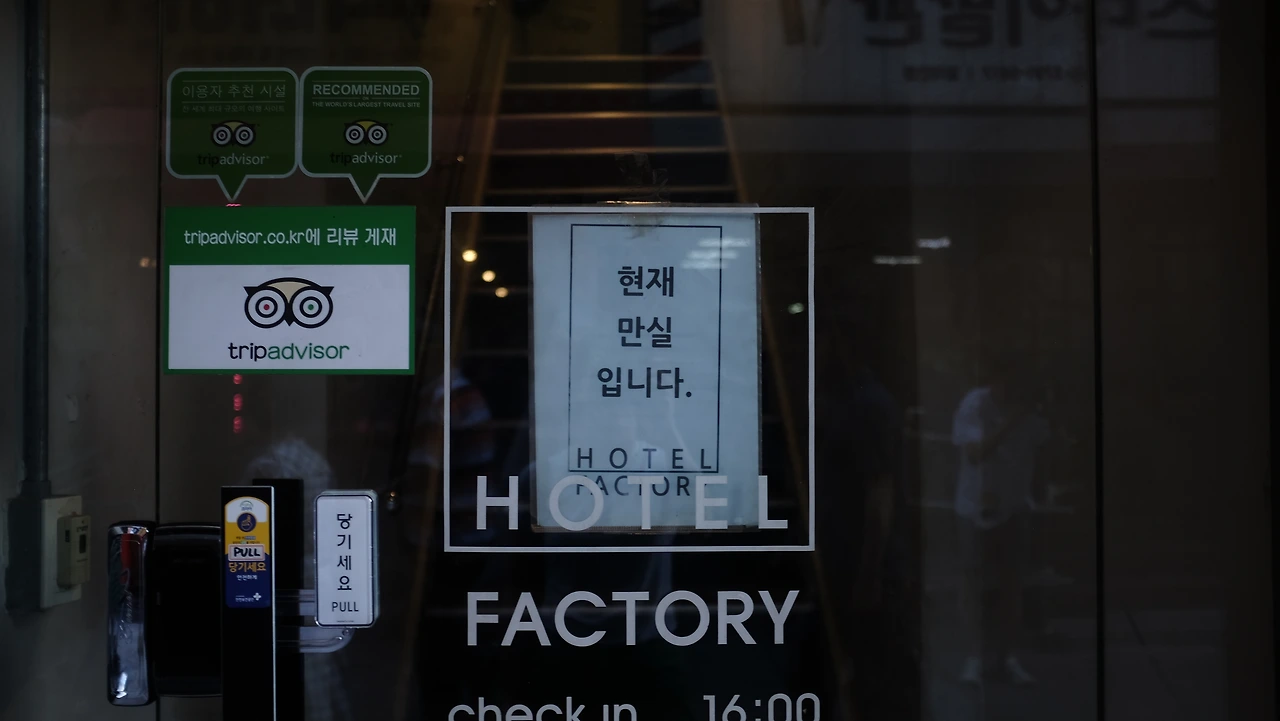 이용자 추천 시설
tripadvisor
RECOMMENDED
THE WORLD'S LARGEST TRAVEL SITE
tripadvisor
tripadvisor.co.kr에 리뷰 게재
tripadvisor
현재
만실
입니다.
HOTEL
FACTORY
HOTEL
FACTORY
check in 16:00
PULL
당기세요
당기세요
PULL